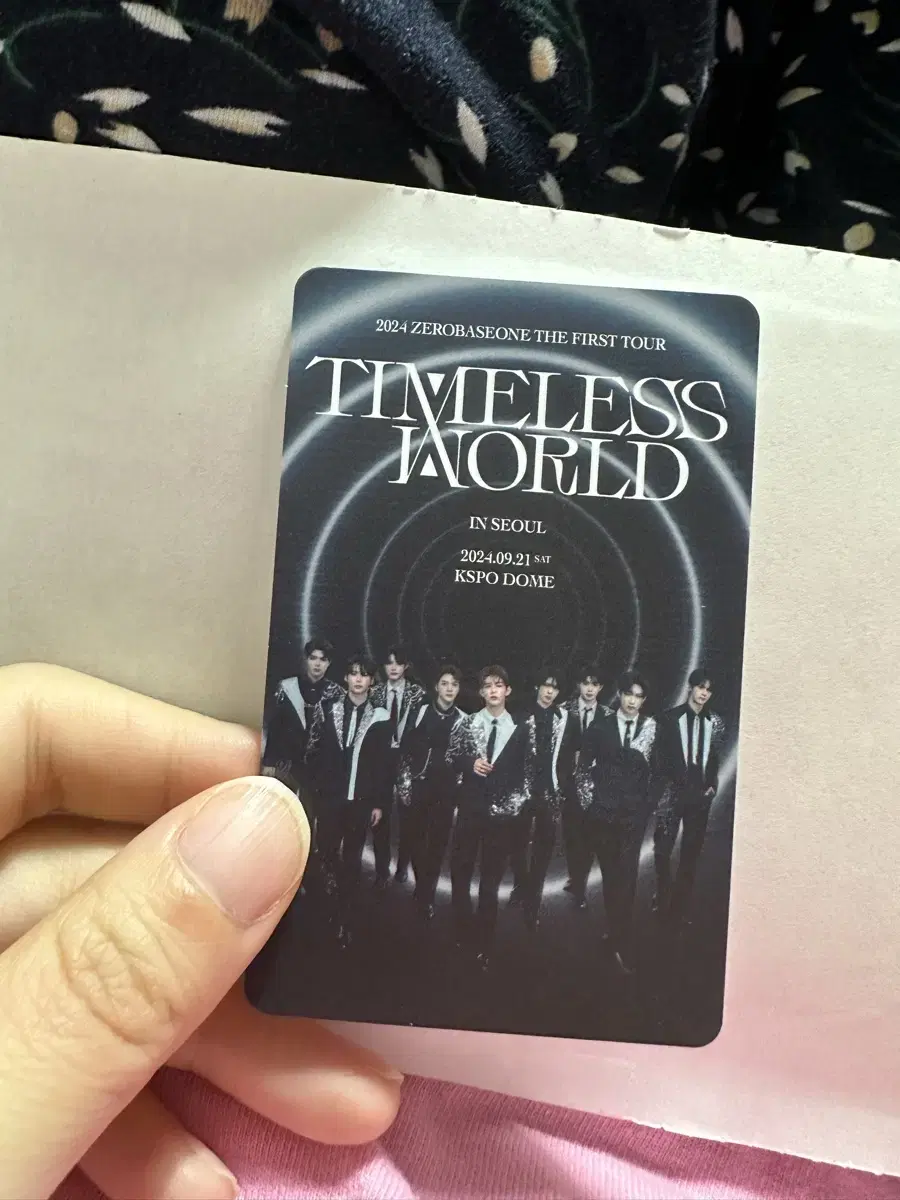 2024 ZEROBASEONE THE FIRST TOUR
TIMELESS
WORLD
IN SEOUL
2024.09.21 SAT
KSPO DOME